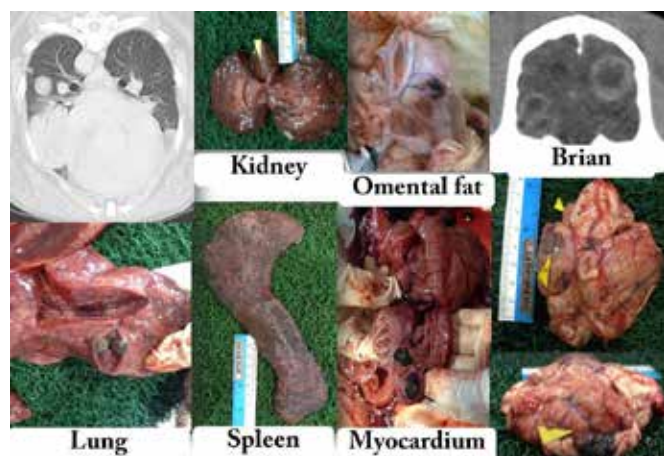 Kidney
Omental fat
Brian
Lung
Spleen
Myocardium